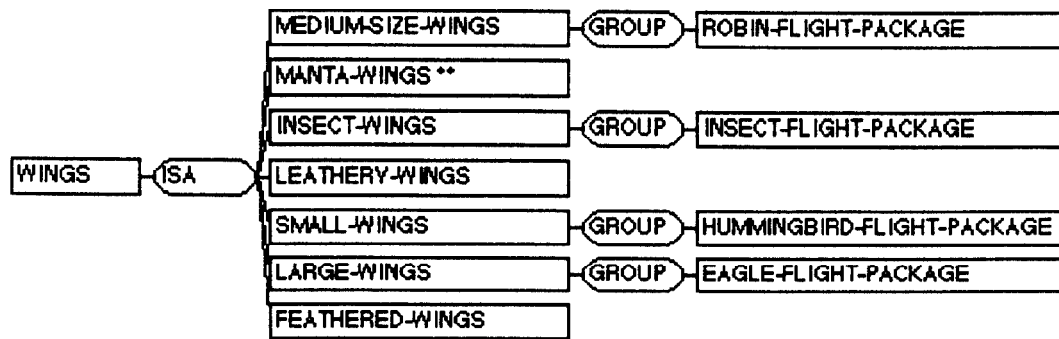 MEDIUM-SIZE-WINGS GROUP ROBIN-FLIGHT-PACKAGE
MANTA-WINGS **
INSECT-WINGS GROUP INSECT-FLIGHT-PACKAGE
WINGS ISA LEATHERY-WINGS
SMALL-WINGS GROUP HUMMINGBIRD-FLIGHT-PACKAGE
LARGE-WINGS GROUP EAGLE-FLIGHT-PACKAGE
FEATHERED-WINGS